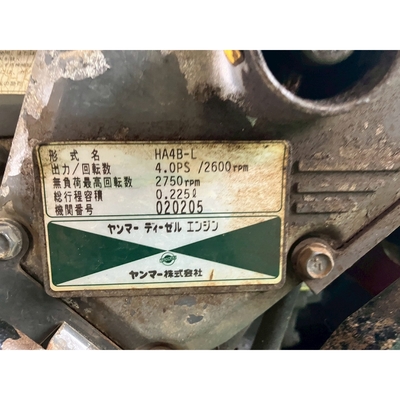 形式名 HA4B-L
出力/回転数 4.0PS /2600rpm
無負荷最高回転数 2750rpm
総行程容積 0.225ℓ
機関番号 020205
ヤンマー ディーゼル エンジン
ヤンマー株式会社